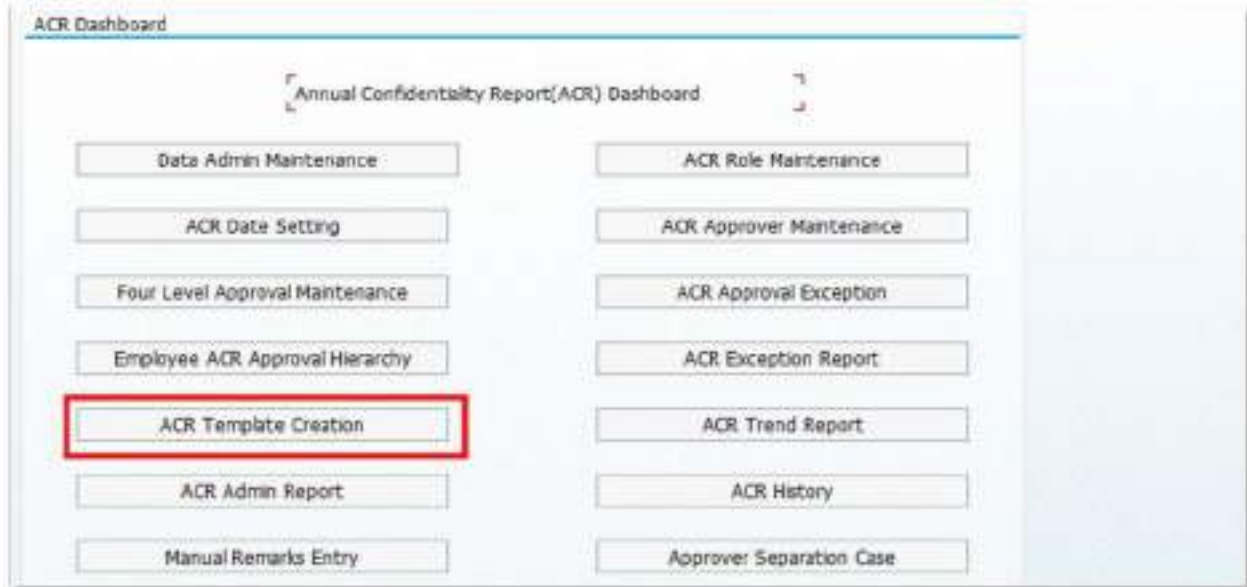 ACR Dashboard
Annual Confidentiality Report(ACR) Dashboard
Data Admin Maintenance
ACR Role Maintenance
ACR Date Setting
ACR Approver Maintenance
Four Level Approval Maintenance
ACR Approval Exception
Employee ACR Approval Hierarchy
ACR Exception Report
ACR Template Creation
ACR Trend Report
ACR Admin Report
ACR History
Manual Remarks Entry
Approver Separation Case